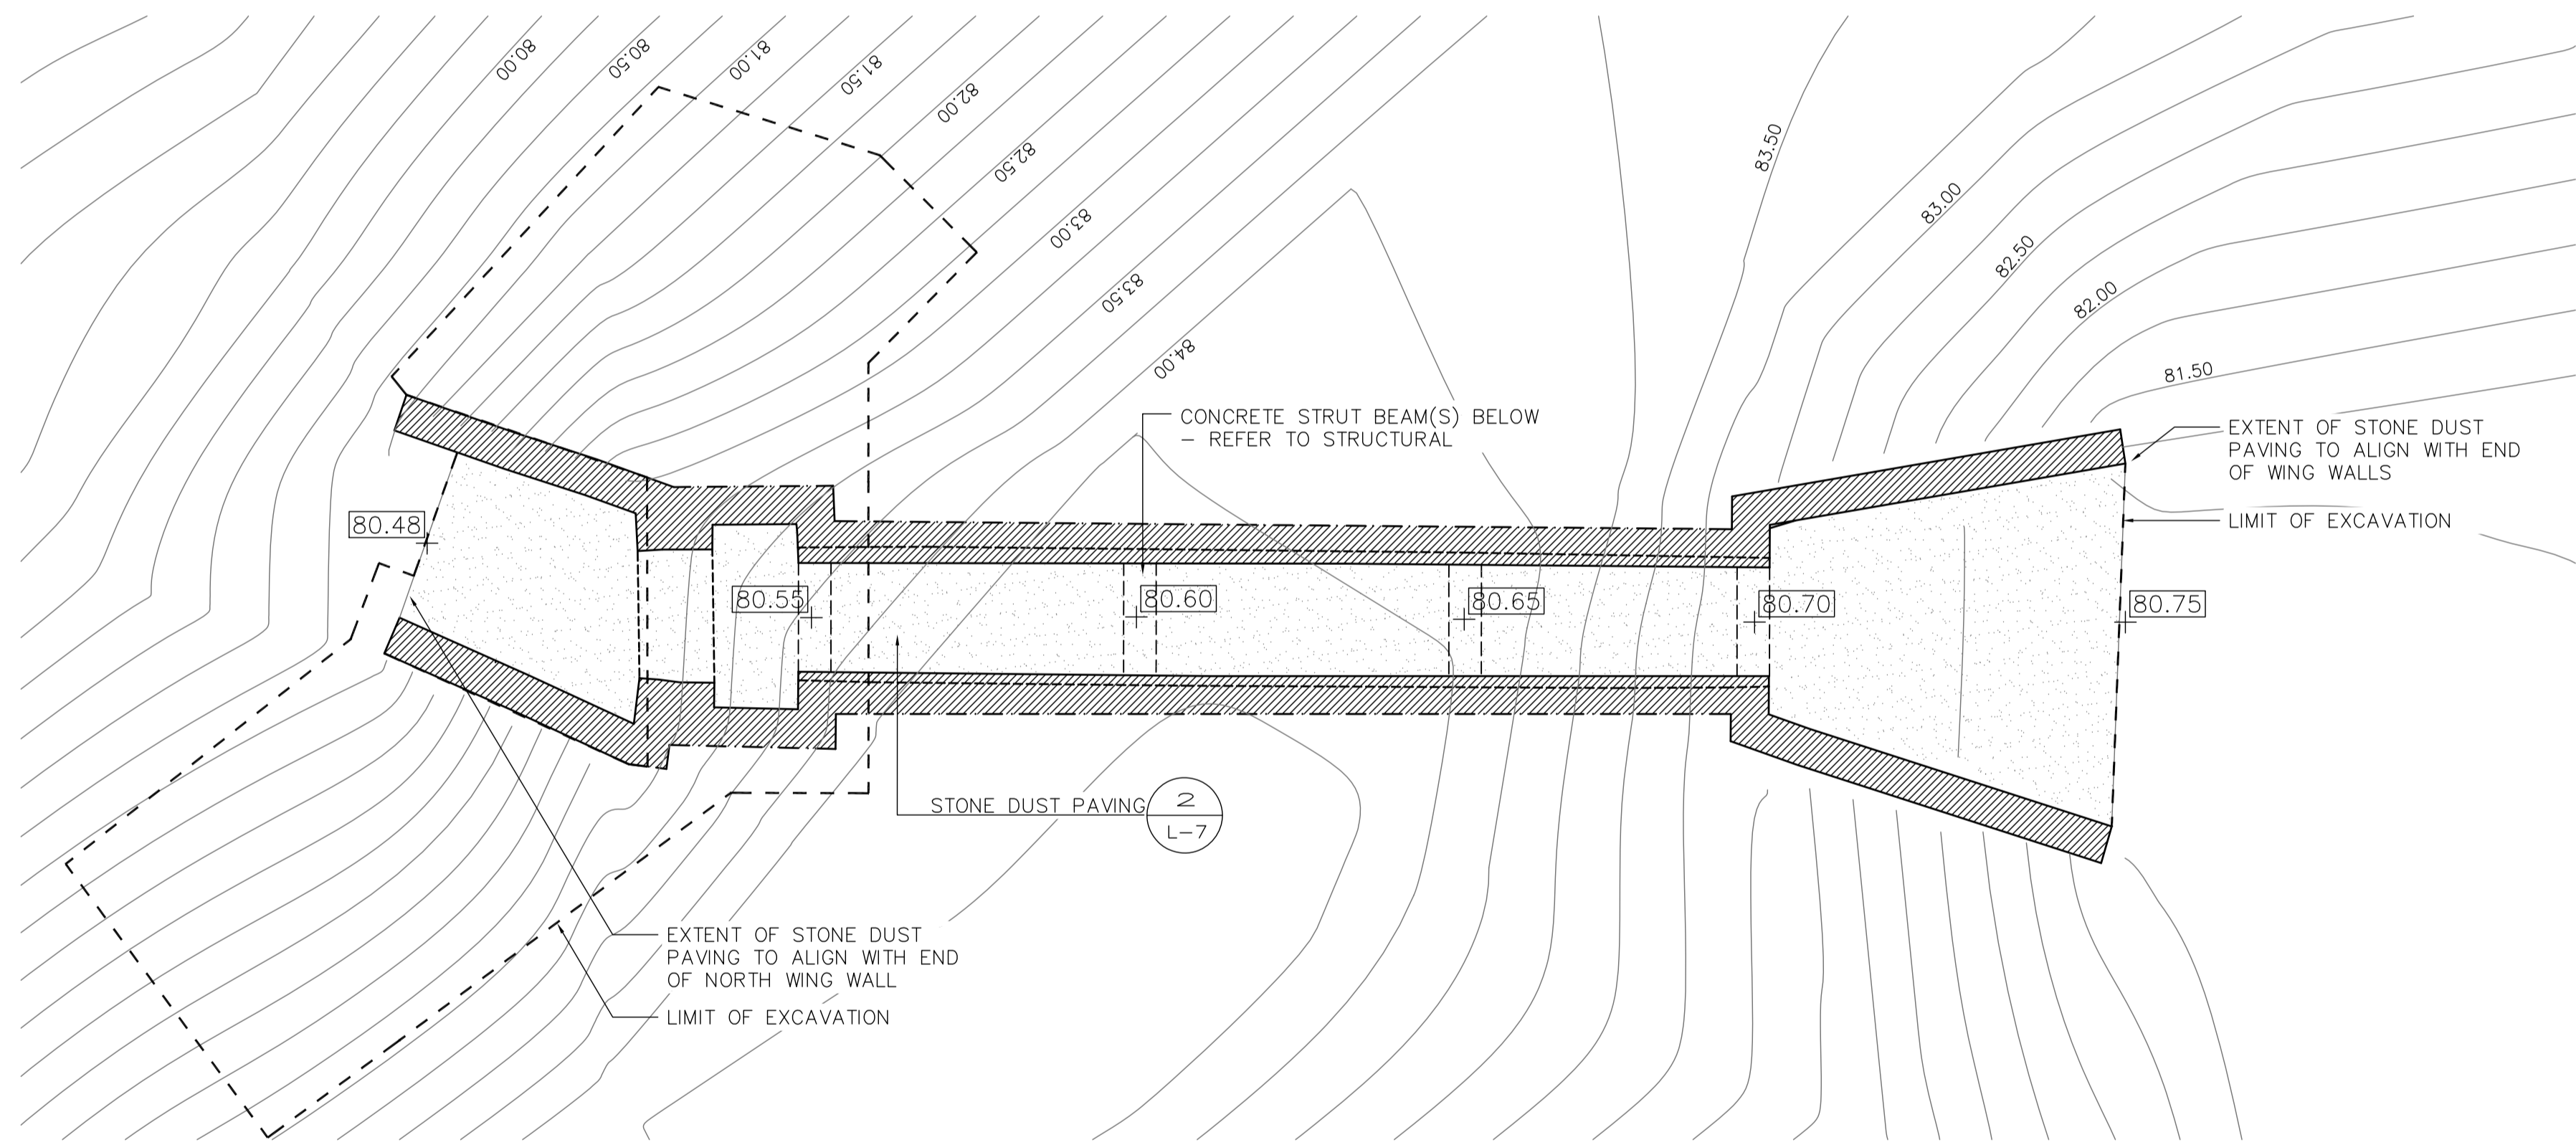 80.00
80.50
81.00
81.50
82.00
82.50
83.00
83.50
84.00
83.50
83.00
82.50
82.00
81.50
CONCRETE STRUT BEAM(S) BELOW
– REFER TO STRUCTURAL
EXTENT OF STONE DUST
PAVING TO ALIGN WITH END
OF WING WALLS
LIMIT OF EXCAVATION
80.48
80.55
80.60
80.65
80.70
80.75
STONE DUST PAVING
2
L–7
EXTENT OF STONE DUST
PAVING TO ALIGN WITH END
OF NORTH WING WALL
LIMIT OF EXCAVATION